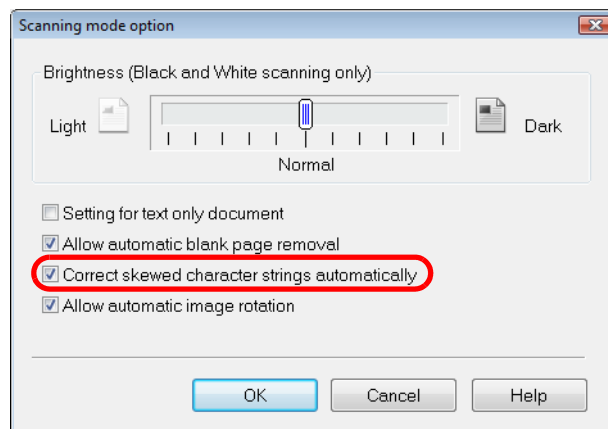 Scanning mode option
Brightness (Black and White scanning only)
Light
Dark
Normal
Setting for text only document
Allow automatic blank page removal
Correct skewed character strings automatically
Allow automatic image rotation
OK
Cancel
Help